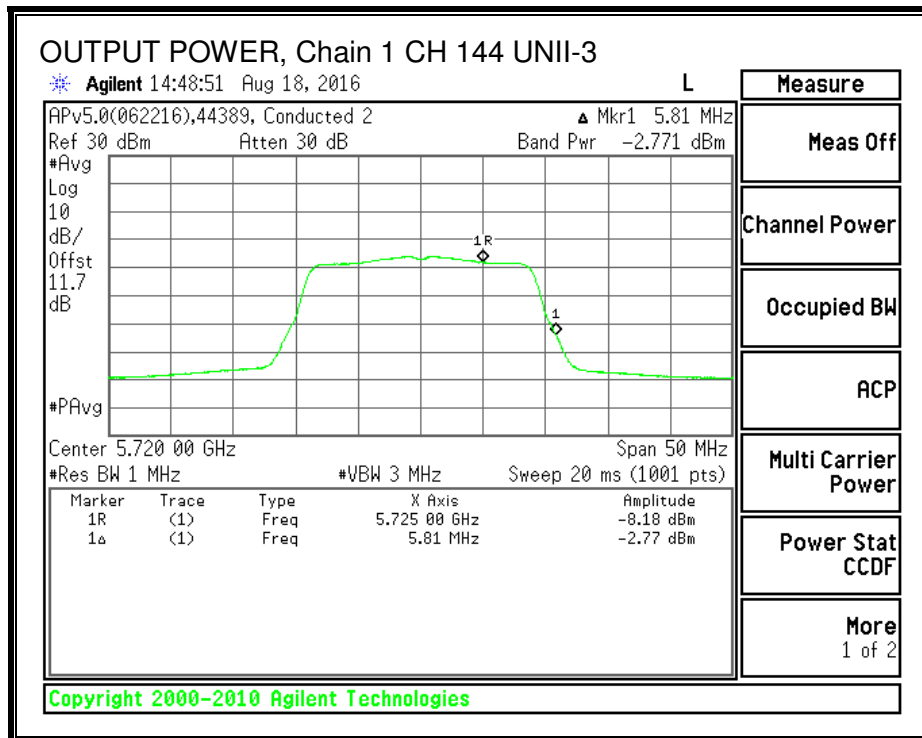 OUTPUT POWER, Chain 1 CH 144 UNII-3
Agilent 14:48:51 Aug 18, 2016 L
Measure
APv5.0(062216),44389, Conducted 2 Δ Mkr1 5.81 MHz
Ref 30 dBm Atten 30 dB Band Pwr -2.771 dBm
#Avg
Log
10
dB/
Offst
11.7
dB
#PAvg
1R
1
Center 5.720 00 GHz Span 50 MHz
#Res BW 1 MHz #VBW 3 MHz Sweep 20 ms (1001 pts)
Marker Trace Type X Axis Amplitude
1R (1) Freq 5.725 00 GHz -8.18 dBm
1Δ (1) Freq 5.81 MHz -2.77 dBm
Meas Off
Channel Power
Occupied BW
ACP
Multi Carrier
Power
Power Stat
CCDF
More
1 of 2
Copyright 2000-2010 Agilent Technologies